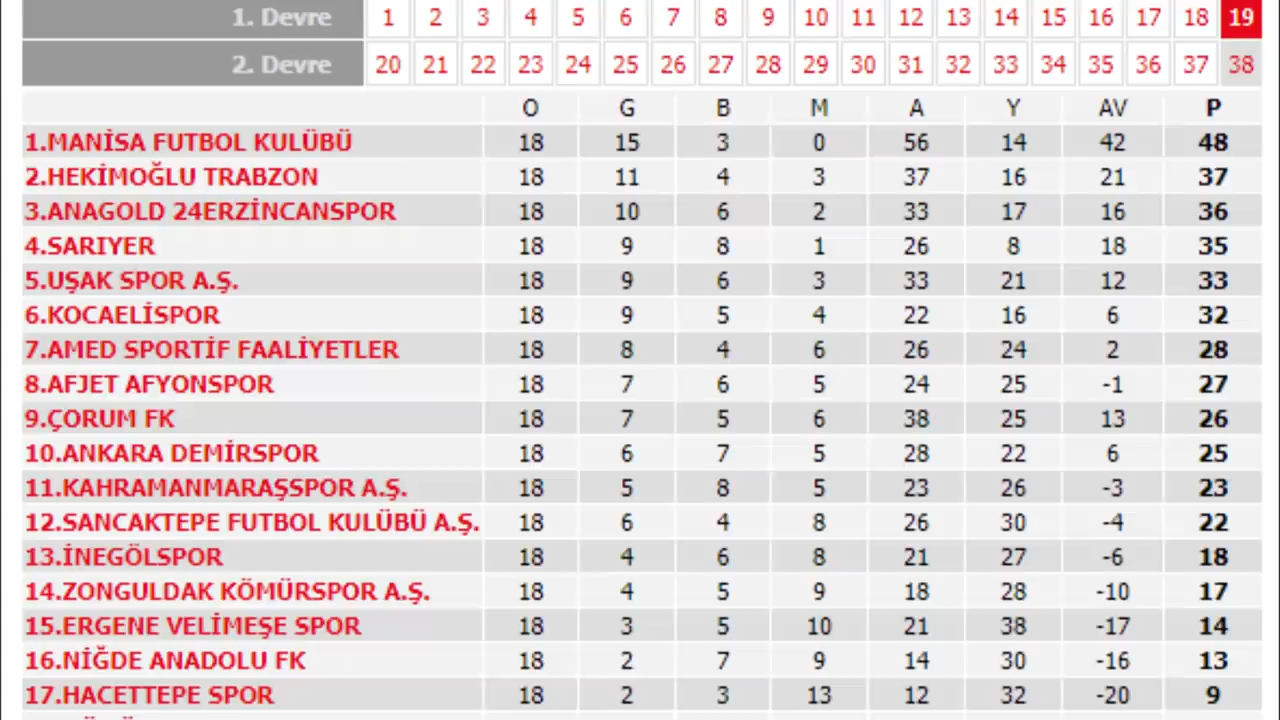 1. Devre 1 2 3 4 5 6 7 8 9 10 11 12 13 14 15 16 17 18 19
2. Devre 20 21 22 23 24 25 26 27 28 29 30 31 32 33 34 35 36 37 38
O G B M A Y AV P
1.MANİSA FUTBOL KULÜBÜ 18 15 3 0 56 14 42 48
2.HEKİMOĞLU TRABZON 18 11 4 3 37 16 21 37
3.ANAGOLD 24ERZİNCANSPOR 18 10 6 2 33 17 16 36
4.SARIYER 18 9 8 1 26 8 18 35
5.UŞAK SPOR A.Ş. 18 9 6 3 33 21 12 33
6.KOCAELİSPOR 18 9 5 4 22 16 6 32
7.AMED SPORTİF FAALİYETLER 18 8 4 6 26 24 2 28
8.AFJET AFYONSPOR 18 7 6 5 24 25 -1 27
9.ÇORUM FK 18 7 5 6 38 25 13 26
10.ANKARA DEMİRSPOR 18 6 7 5 28 22 6 25
11.KAHRAMANMARAŞSPOR A.Ş. 18 5 8 5 23 26 -3 23
12.SANCAKTEPE FUTBOL KULÜBÜ A.Ş. 18 6 4 8 26 30 -4 22
13.İNEGÖLSPOR 18 4 6 8 21 27 -6 18
14.ZONGULDAK KÖMÜRSPOR A.Ş. 18 4 5 9 18 28 -10 17
15.ERGENE VELİMEŞE SPOR 18 3 5 10 21 38 -17 14
16.NİĞDE ANADOLU FK 18 2 7 9 14 30 -16 13
17.HACETTEPE SPOR 18 2 3 13 12 32 -20 9